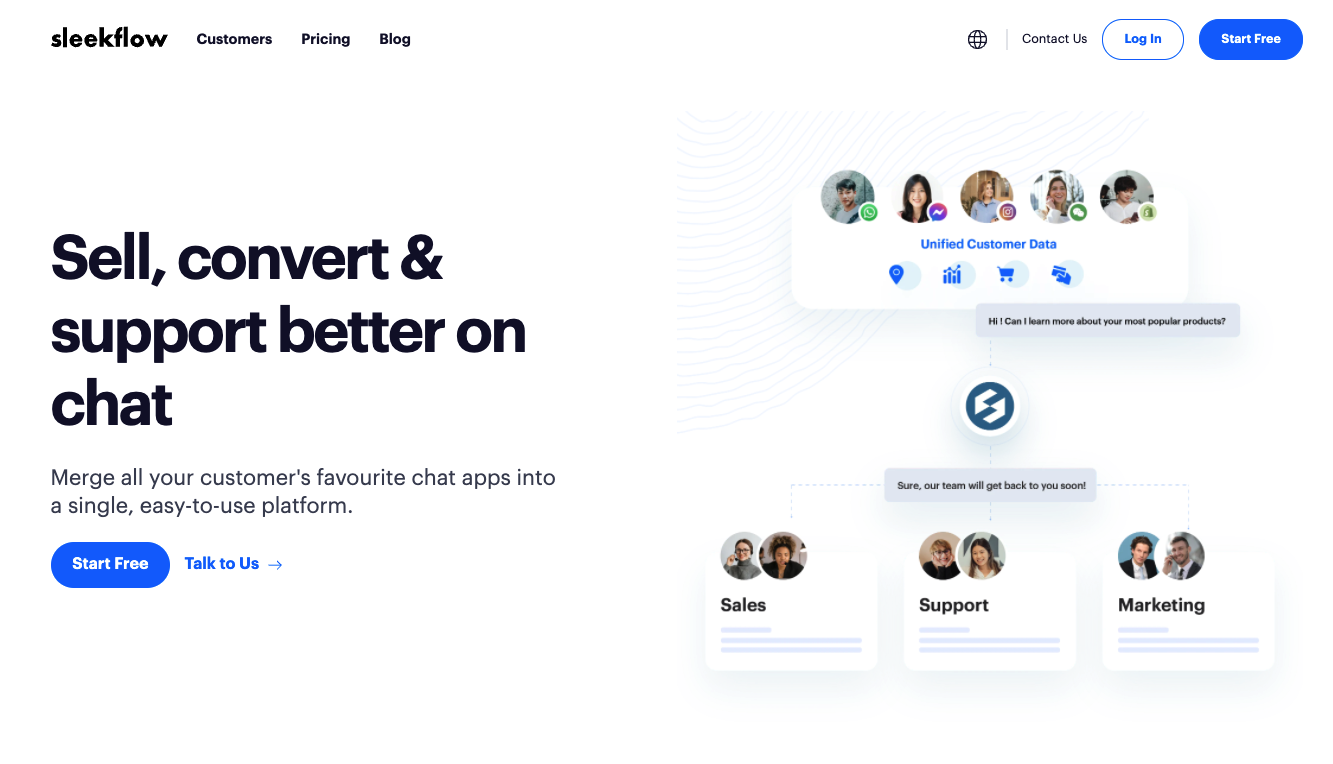 sleekflow
Customers
Pricing
Blog
Contact Us
Log In
Start Free
Sell, convert &
support better on
chat
Merge all your customer's favourite chat apps into
a single, easy-to-use platform.
Start Free
Talk to Us →
Unified Customer Data
Hi ! Can I learn more about your most popular products?
Sure, our team will get back to you soon!
Sales
Support
Marketing